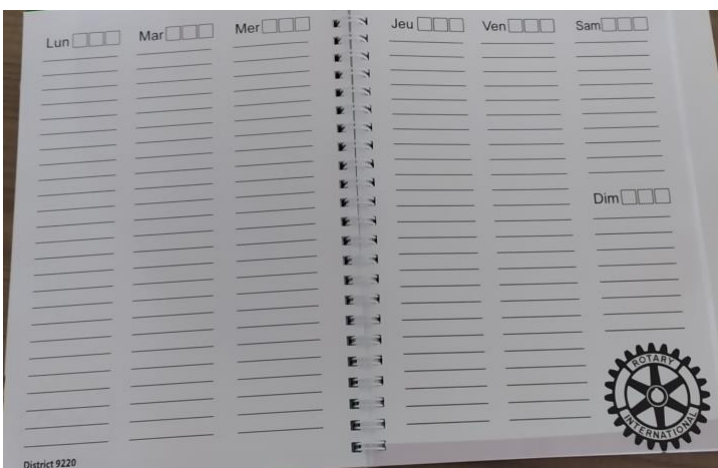 Lun
Mar
Mer
Jeu
Ven
Sam
Dim
ROTARY
INTERNATIONAL
District 9220